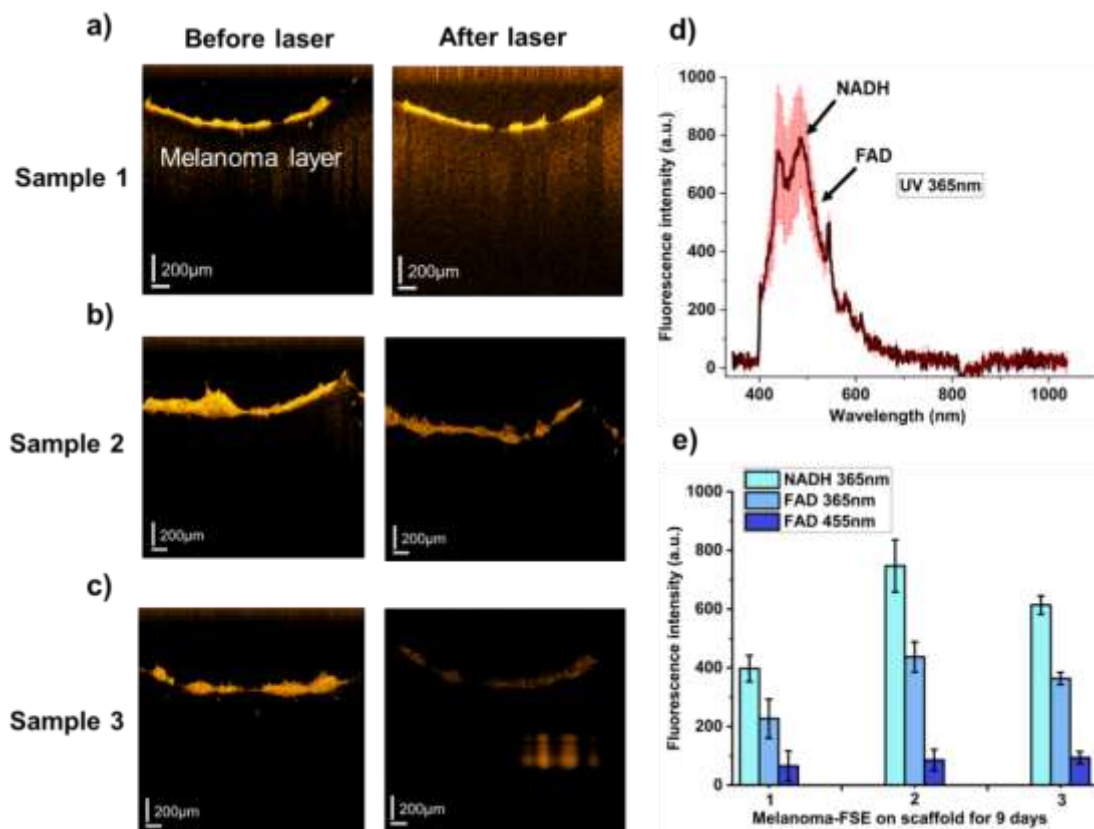 a)
Before laser
After laser
Sample 1
Melanoma layer
200µm
200µm
b)
Sample 2
200µm
200µm
c)
Sample 3
200µm
200µm
d)
1000
800
600
400
200
0
Fluorescence intensity (a.u.)
NADH
FAD
UV 365nm
400
600
800
1000
Wavelength (nm)
e)
NADH 365nm
FAD 365nm
FAD 455nm
1000
800
600
400
200
0
Fluorescence intensity (a.u.)
1
2
3
Melanoma-FSE on scaffold for 9 days